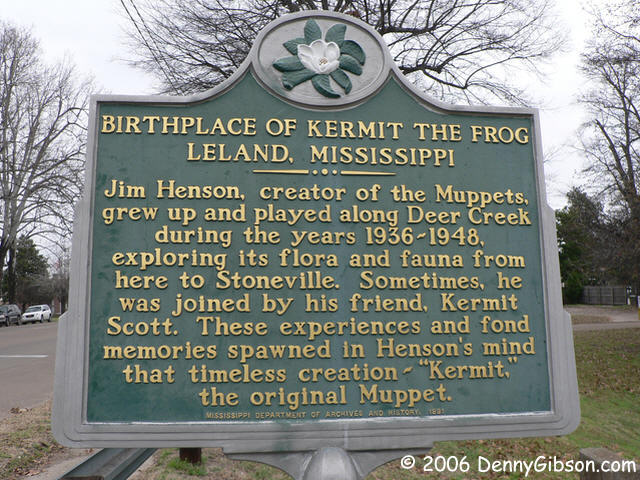 BIRTHPLACE OF KERMIT THE FROG
LELAND, MISSISSIPPI
Jim Henson, creator of the Muppets,
grew up and played along Deer Creek
during the years 1936~1948,
exploring its flora and fauna from
here to Stoneville. Sometimes, he
was joined by his friend, Kermit
Scott. These experiences and fond
memories spawned in Henson's mind
that timeless creation~"Kermit,"
the original Muppet.
MISSISSIPPI DEPARTMENT OF ARCHIVES AND HISTORY, 1991
© 2006 DennyGibson.com